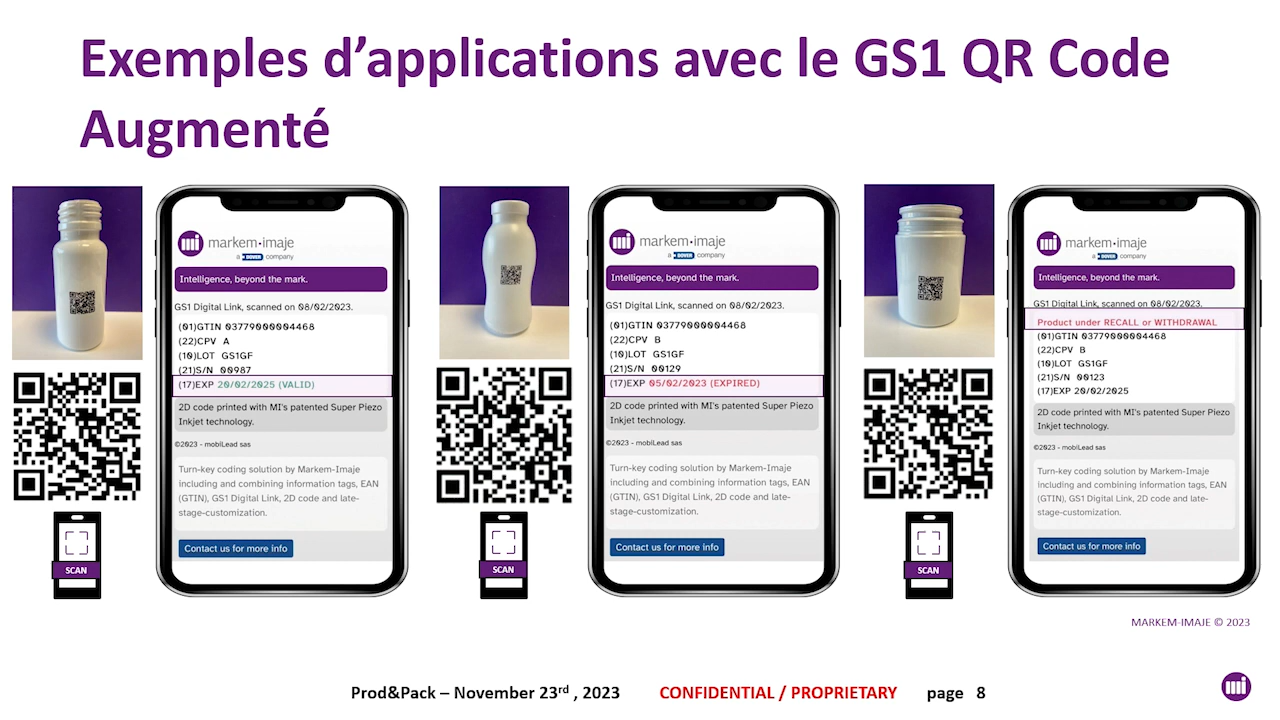 Exemples d’applications avec le GS1 QR Code
Augmenté
markem·imaje
a DOVER company
Intelligence, beyond the mark.
GS1 Digital Link, scanned on 08/02/2023.
(01)GTIN 03779000004468
(22)CPV A
(10)LOT GS1GF
(21)S/N 00987
(17)EXP 20/02/2025 (VALID)
2D code printed with MI's patented Super Piezo
Inkjet technology.
©2023 - mobiLead sas
Turn-key coding solution by Markem-Imaje
including and combining information tags, EAN
(GTIN), GS1 Digital Link, 2D code and late-
stage-customization.
Contact us for more info
SCAN
markem·imaje
a DOVER company
Intelligence, beyond the mark.
GS1 Digital Link, scanned on 08/02/2023.
(01)GTIN 03779000004468
(22)CPV B
(10)LOT GS1GF
(21)S/N 00129
(17)EXP 05/02/2023 (EXPIRED)
2D code printed with MI's patented Super Piezo
Inkjet technology.
©2023 - mobiLead sas
Turn-key coding solution by Markem-Imaje
including and combining information tags, EAN
(GTIN), GS1 Digital Link, 2D code and late-
stage-customization.
Contact us for more info
SCAN
markem·imaje
a DOVER company
Intelligence, beyond the mark.
GS1 Digital Link, scanned on 08/02/2023.
Product under RECALL or WITHDRAWAL
(01)GTIN 03779000004468
(22)CPV B
(10)LOT GS1GF
(21)S/N 00123
(17)EXP 20/02/2025
2D code printed with MI's patented Super Piezo
Inkjet technology.
©2023 - mobiLead sas
Turn-key coding solution by Markem-Imaje
including and combining information tags, EAN
(GTIN), GS1 Digital Link, 2D code and late-
stage-customization.
Contact us for more info
SCAN
MARKEM-IMAJE © 2023
Prod&Pack – November 23rd , 2023 CONFIDENTIAL / PROPRIETARY page 8